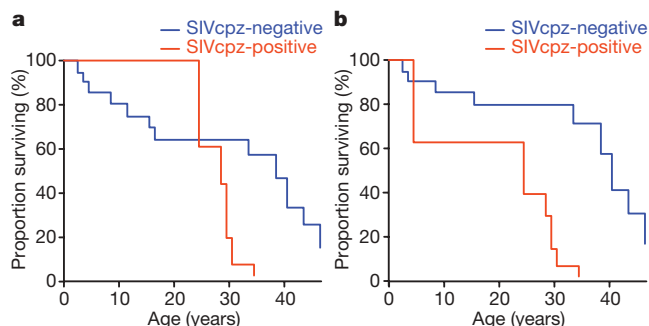 a
SIVcpz-negative
SIVcpz-positive
Proportion surviving (%)
100
80
60
40
20
0
0 10 20 30 40
Age (years)
b
SIVcpz-negative
SIVcpz-positive
Proportion surviving (%)
100
80
60
40
20
0
0 10 20 30 40
Age (years)